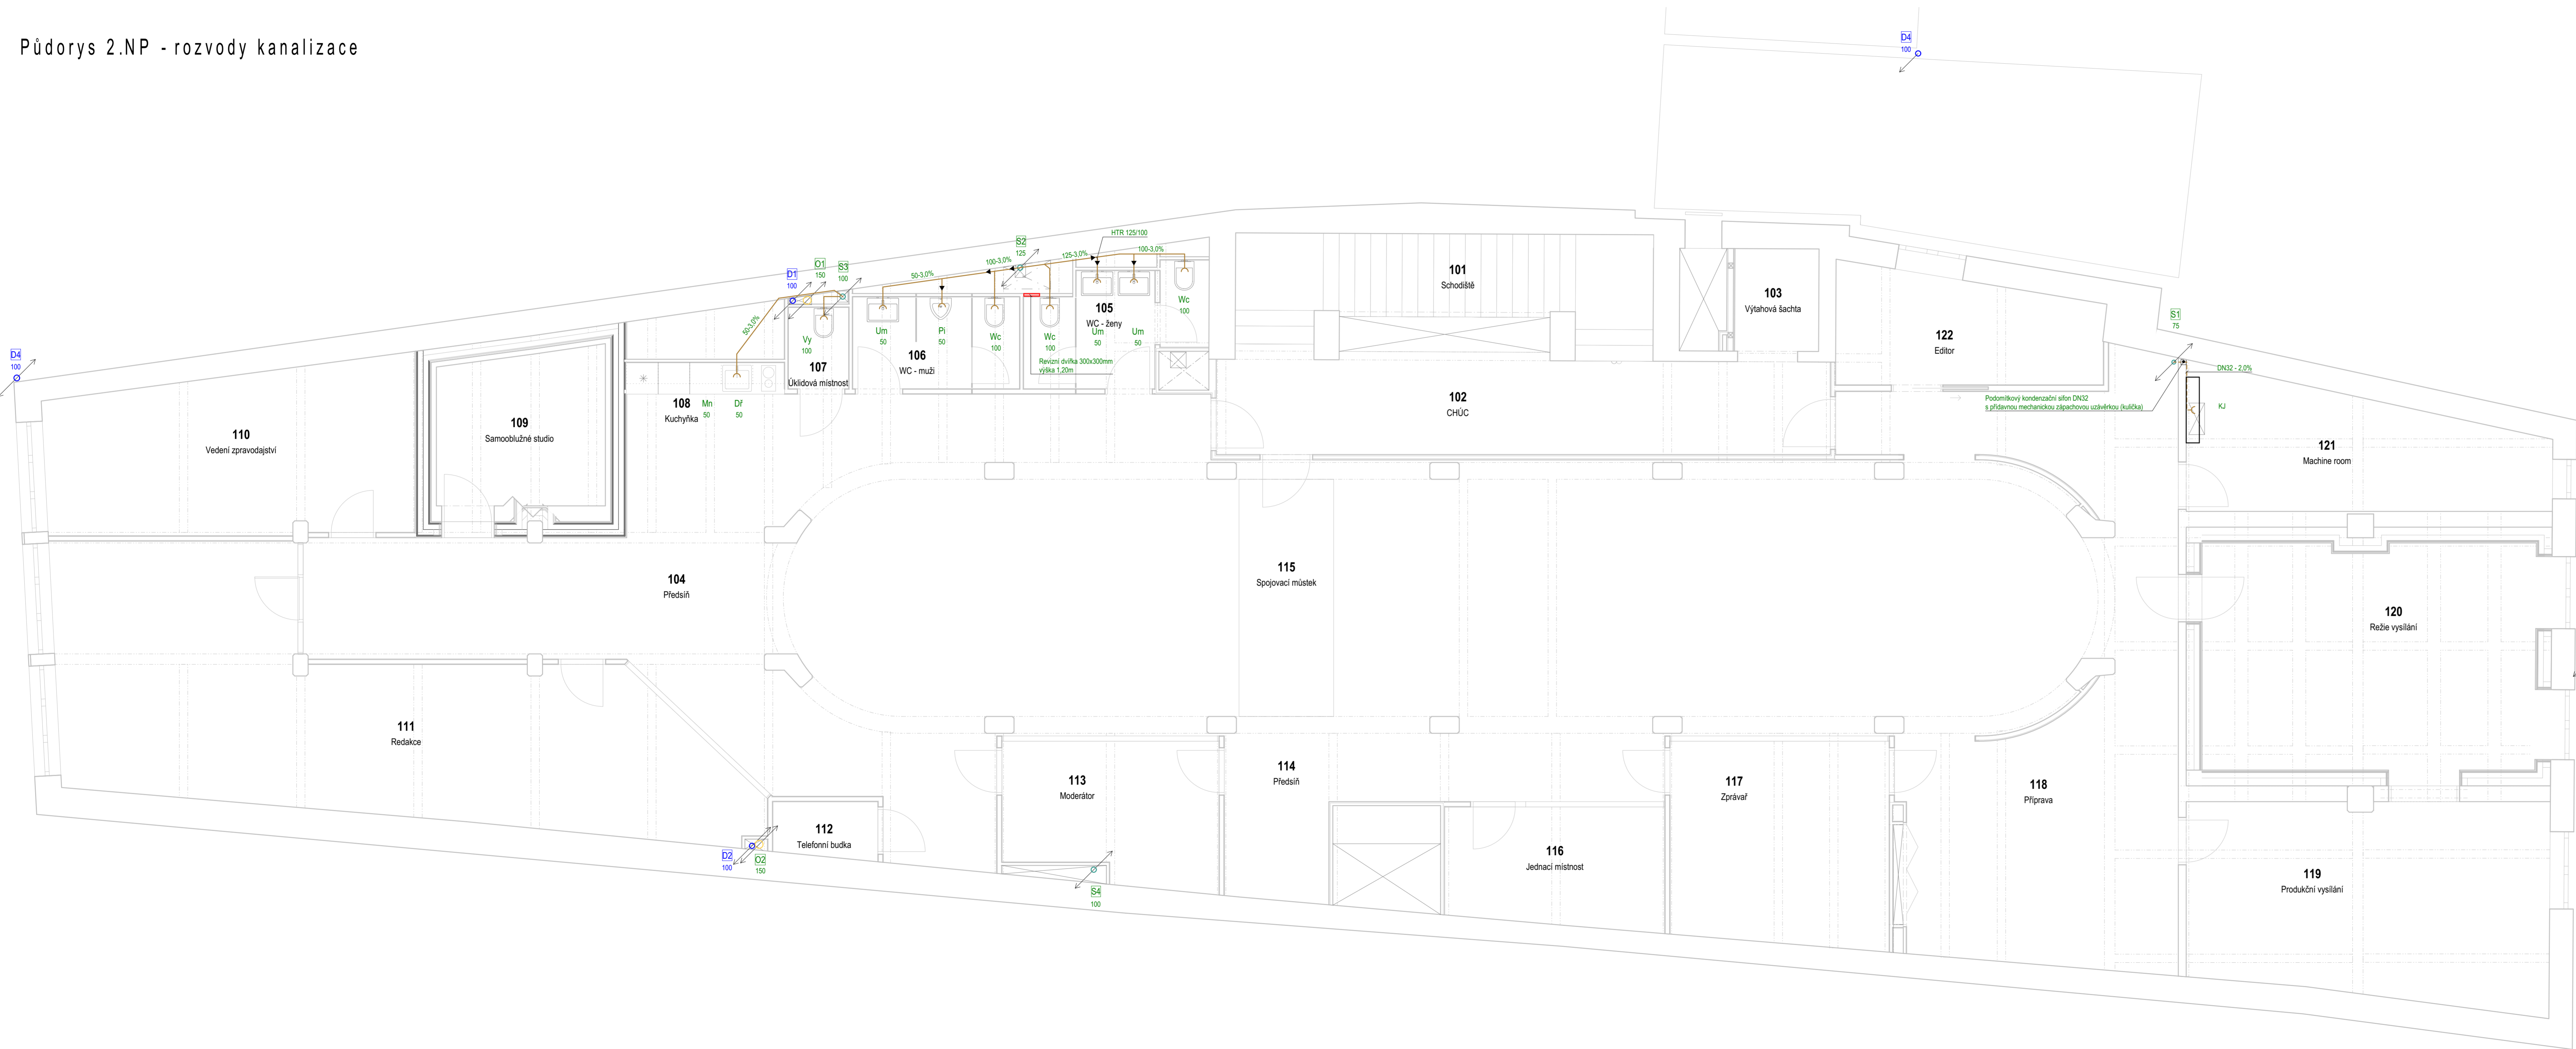 Půdorys 2.NP - rozvody kanalizace
D4
100
HTR 125/100
S2
125
100-3,0%
125-3,0%
100-3,0%
O1
150
S3
100
D1
100
50-3,0%
50-3,0%
101
Schodiště
103
Výtahová šachta
Wc
100
105
WC - ženy
Um
50
Um
50
S1
75
Um
50
Pi
50
Wc
100
Wc
100
Vy
100
122
Editor
D4
100
106
WC - muži
Revizní dvířka 300x300mm
výška 1,20m
107
Úklidová místnost
DN32 - 2,0%
108
Kuchyňka
Mn
50
Dř
50
102
CHÚC
Podomítkový kondenzační sifon DN32
s přídavnou mechanickou zápachovou uzávěrkou (kulička)
KJ
109
Samooblužné studio
110
Vedení zpravodajství
121
Machine room
104
Předsíň
115
Spojovací můstek
120
Režie vysílání
111
Redakce
113
Moderátor
114
Předsíň
117
Zprávař
118
Příprava
112
Telefonní budka
116
Jednací místnost
D2
100
O2
150
119
Produkční vysílání
S4
100